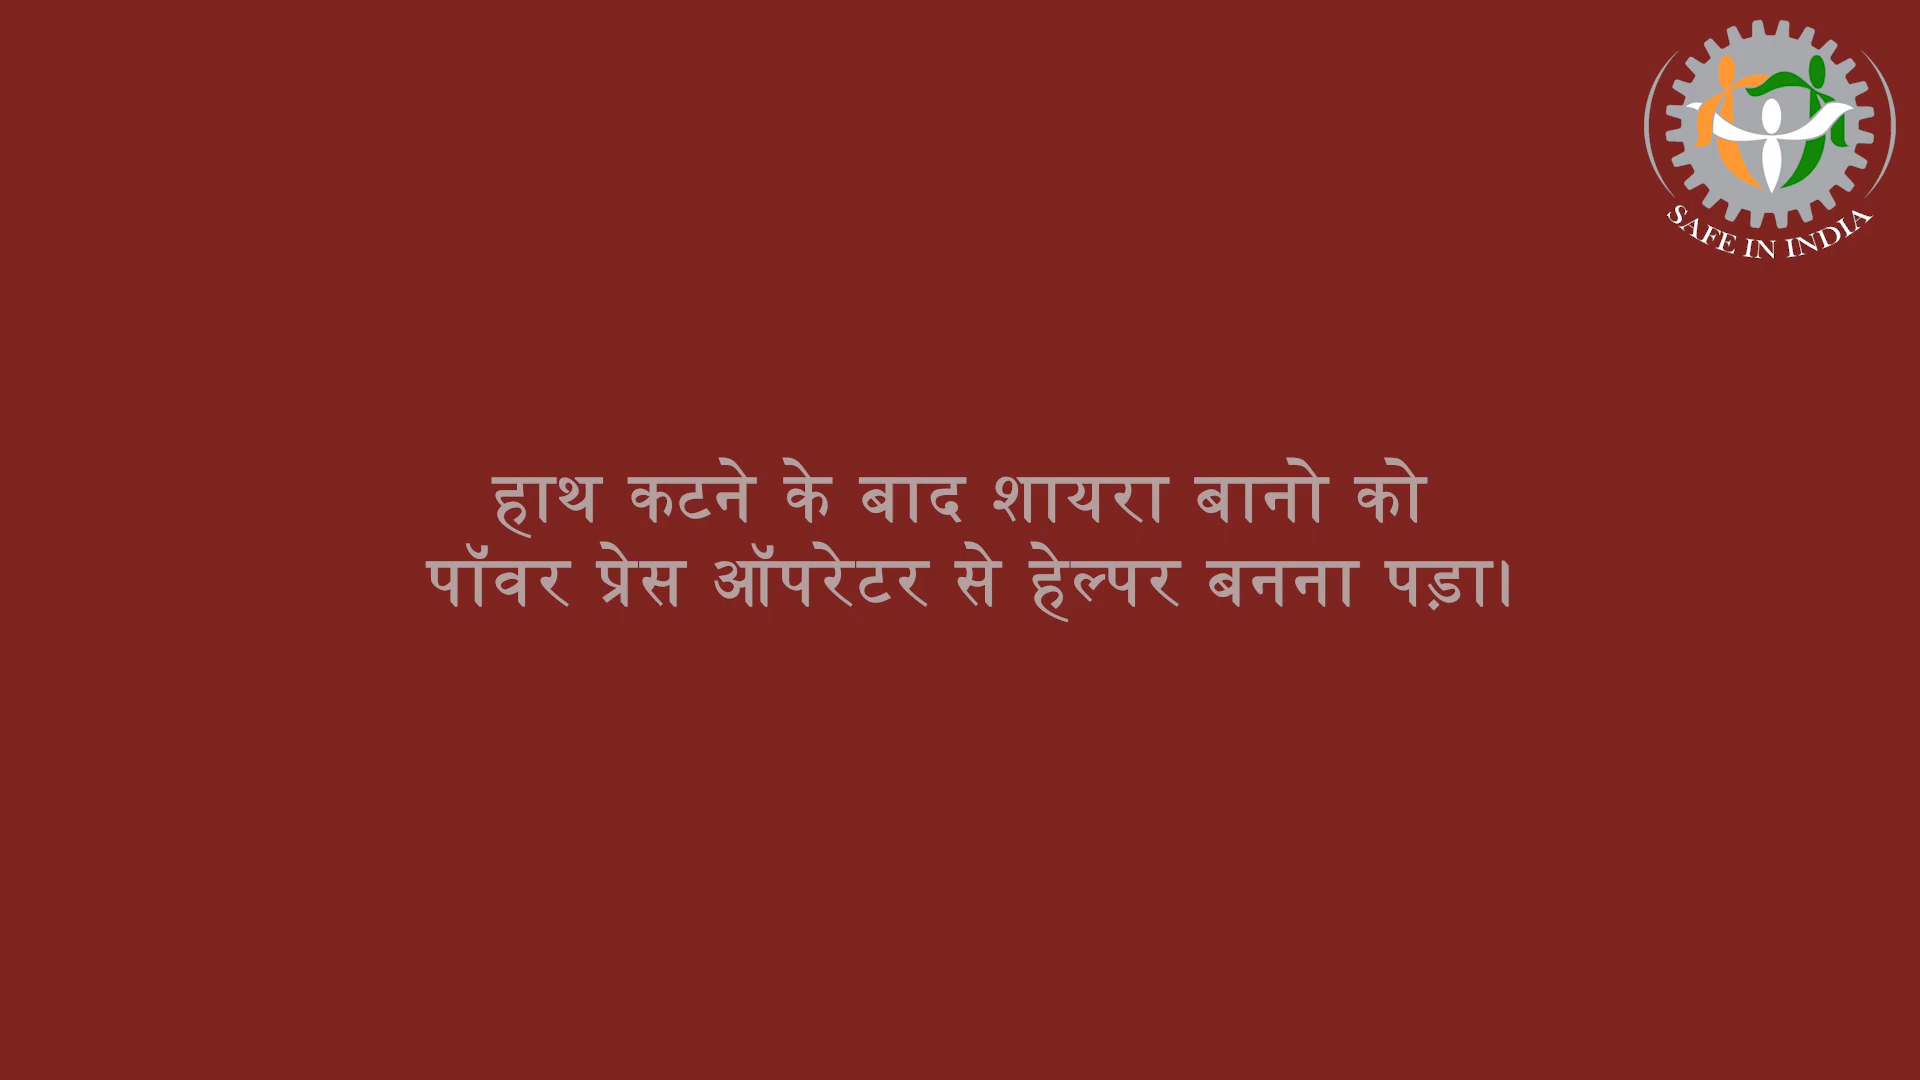 SAFE IN INDIA
हाथ कटने के बाद शायरा बानो को
पॉवर प्रेस ऑपरेटर से हेल्पर बनना पड़ा।